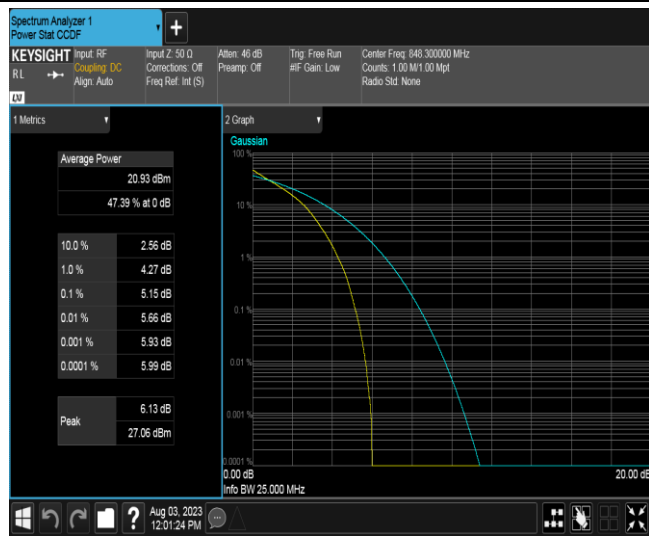 Spectrum Analyzer 1
Power Stat CCDF
+
KEYSIGHT
RL
LXI
Input: RF
Coupling: DC
Align: Auto
Input Z: 50 Ω
Corrections: Off
Freq Ref: Int (S)
Atten: 46 dB
Preamp: Off
Trig: Free Run
#IF Gain: Low
Center Freq: 848.300000 MHz
Counts: 1.00 M/1.00 Mpt
Radio Std: None
1 Metrics
Average Power
20.93 dBm
47.39 % at 0 dB
10.0 % 2.56 dB
1.0 % 4.27 dB
0.1 % 5.15 dB
0.01 % 5.66 dB
0.001 % 5.93 dB
0.0001 % 5.99 dB
Peak 6.13 dB
27.06 dBm
2 Graph
Gaussian
100 %
10 %
1 %
0.1 %
0.01 %
0.001 %
0.0001 %
0.00 dB 20.00 dB
Info BW 25.000 MHz
?
Aug 03, 2023
12:01:24 PM